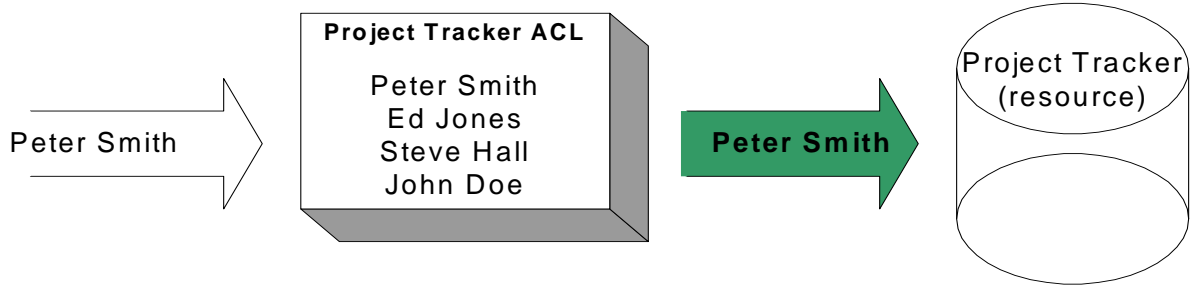 Peter Smith
Project Tracker ACL
Peter Smith
Ed Jones
Steve Hall
John Doe
Peter Smith
Project Tracker
(resource)